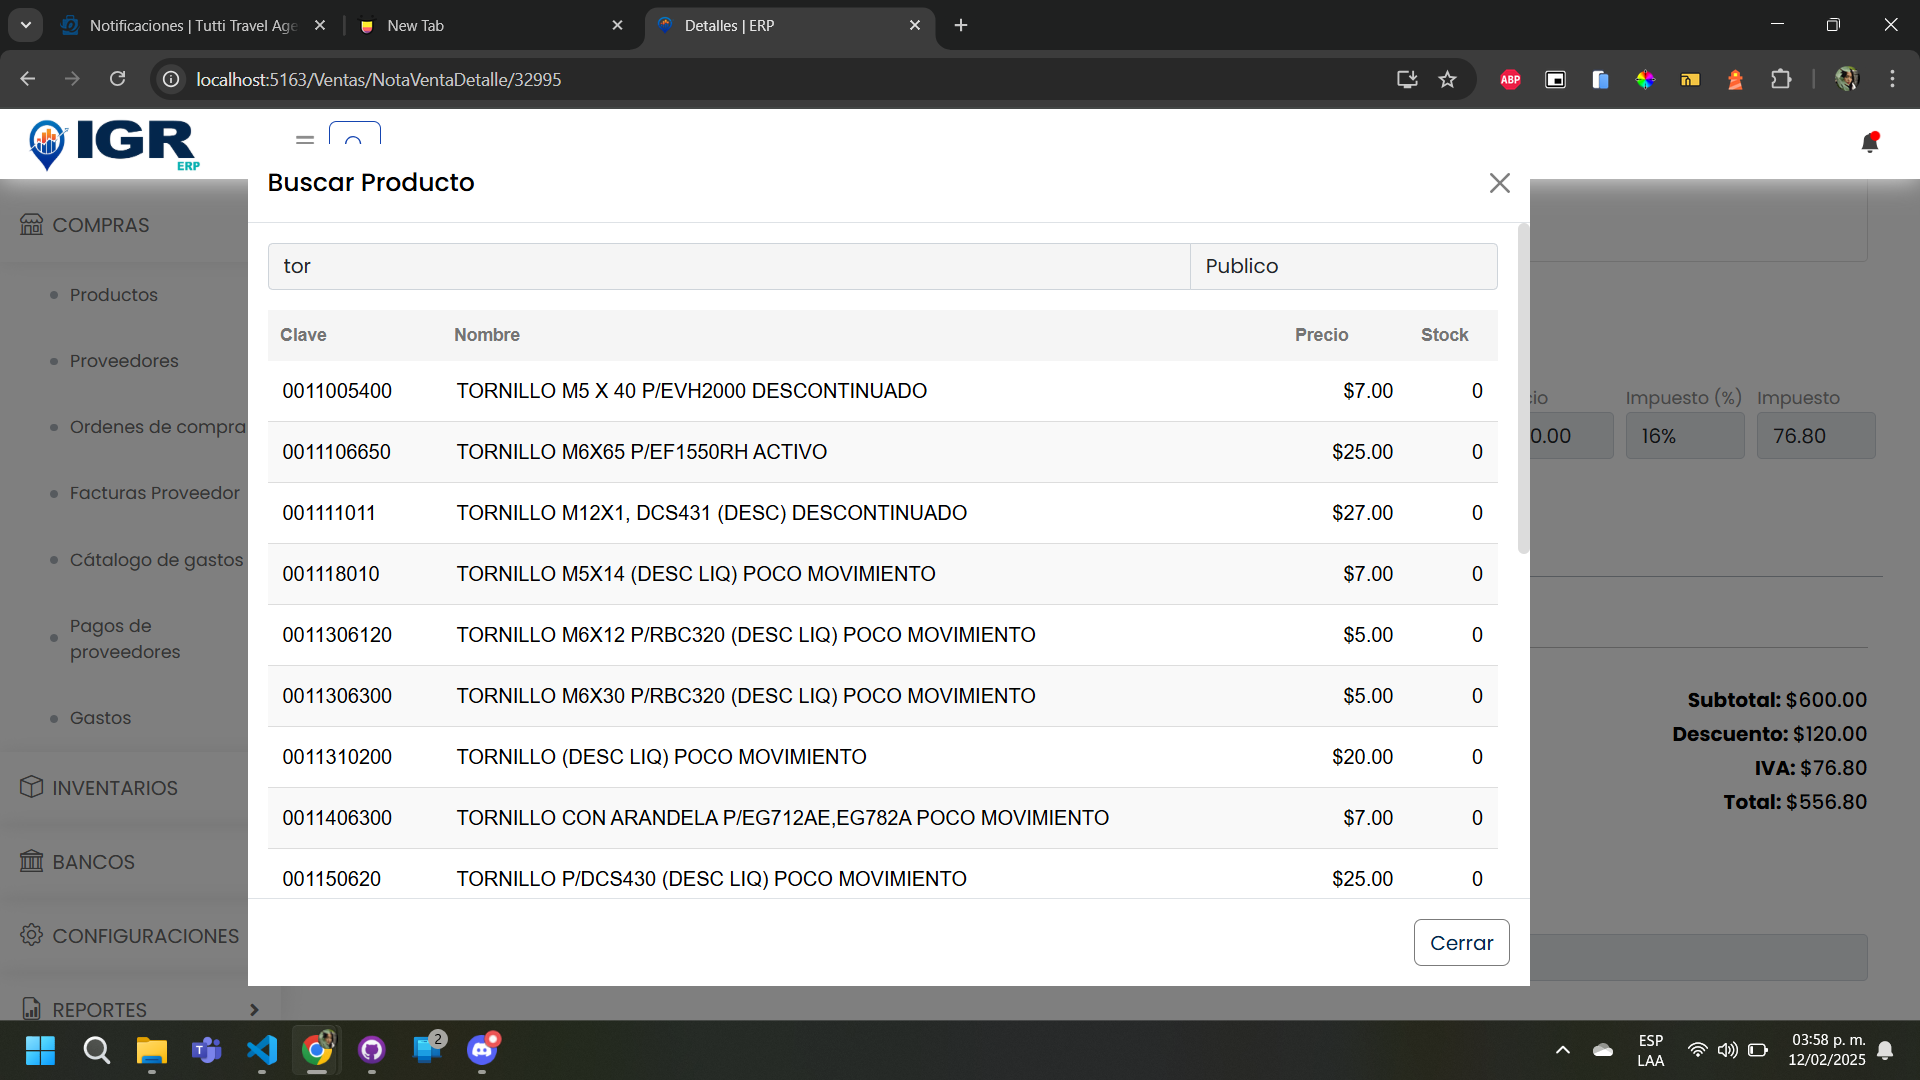 Notificaciones | Tutti Travel Age
New Tab
Detalles | ERP
localhost:5163/Ventas/NotaVentaDetalle/32995
ABP
IGR
ERP
Buscar Producto
COMPRAS
Productos
Proveedores
Ordenes de compra
Facturas Proveedor
Cátalogo de gastos
Pagos de
proveedores
Gastos
INVENTARIOS
BANCOS
CONFIGURACIONES
REPORTES
tor
Publico
Clave Nombre Precio Stock
0011005400 TORNILLO M5 X 40 P/EVH2000 DESCONTINUADO $7.00 0
0011106650 TORNILLO M6X65 P/EF1550RH ACTIVO $25.00 0
001111011 TORNILLO M12X1, DCS431 (DESC) DESCONTINUADO $27.00 0
001118010 TORNILLO M5X14 (DESC LIQ) POCO MOVIMIENTO $7.00 0
0011306120 TORNILLO M6X12 P/RBC320 (DESC LIQ) POCO MOVIMIENTO $5.00 0
0011306300 TORNILLO M6X30 P/RBC320 (DESC LIQ) POCO MOVIMIENTO $5.00 0
0011310200 TORNILLO (DESC LIQ) POCO MOVIMIENTO $20.00 0
0011406300 TORNILLO CON ARANDELA P/EG712AE,EG782A POCO MOVIMIENTO $7.00 0
001150620 TORNILLO P/DCS430 (DESC LIQ) POCO MOVIMIENTO $25.00 0
Cerrar
cio Impuesto (%) Impuesto
0.00 16% 76.80
Subtotal: $600.00
Descuento: $120.00
IVA: $76.80
Total: $556.80
2
ESP
LAA
03:58 p. m.
12/02/2025